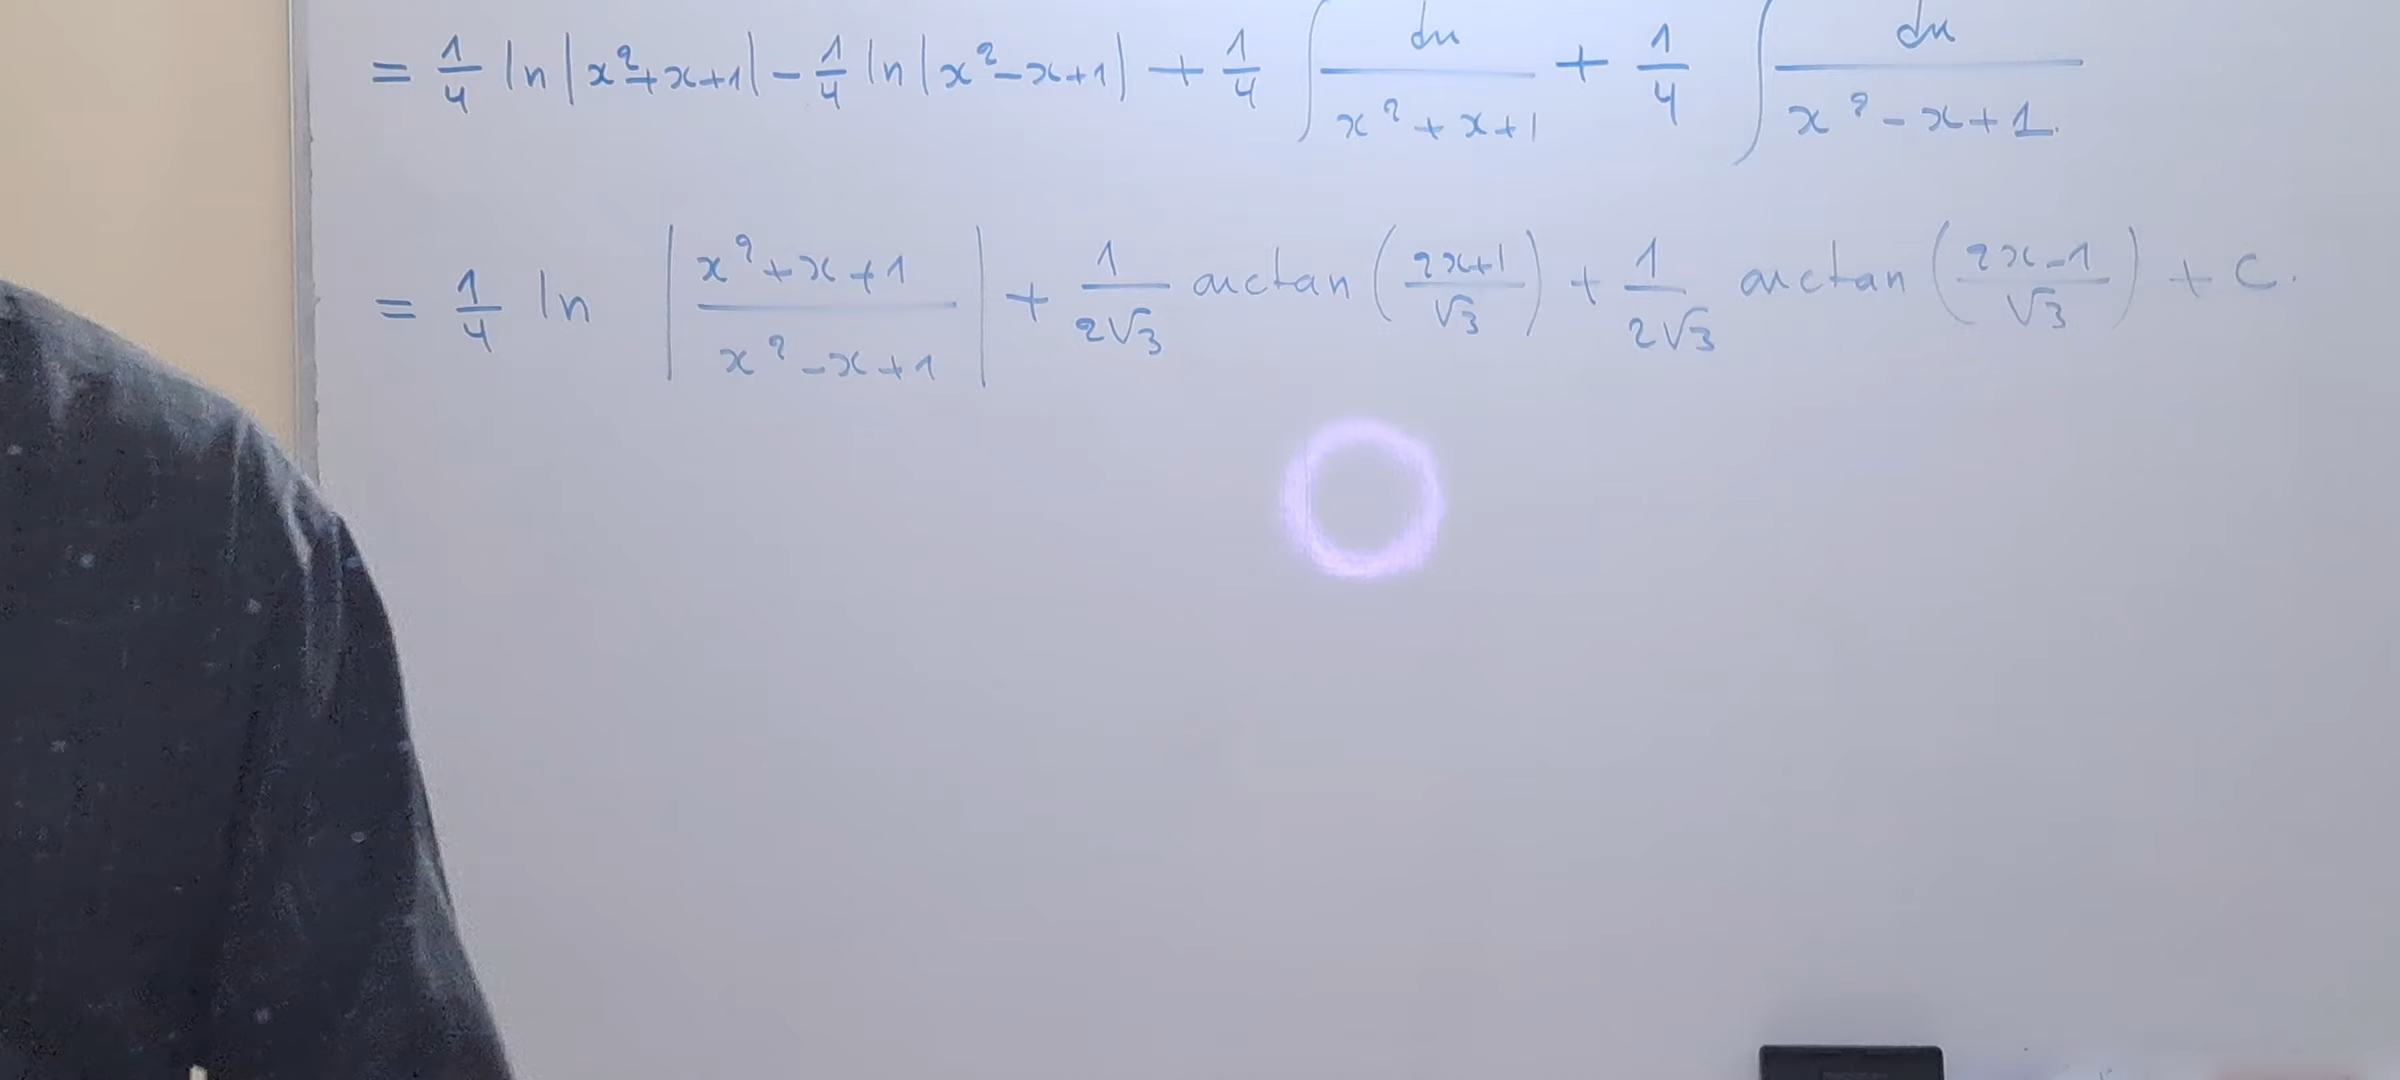 = 1/4 ln|x²+x+1| - 1/4 ln|x²-x+1| + 1/4 ∫ dx/(x²+x+1) + 1/4 ∫ dx/(x²-x+1)
= 1/4 ln |(x²+x+1)/(x²-x+1)| + 1/(2√3) arctan((2x+1)/√3) + 1/(2√3) arctan((2x-1)/√3) + C.